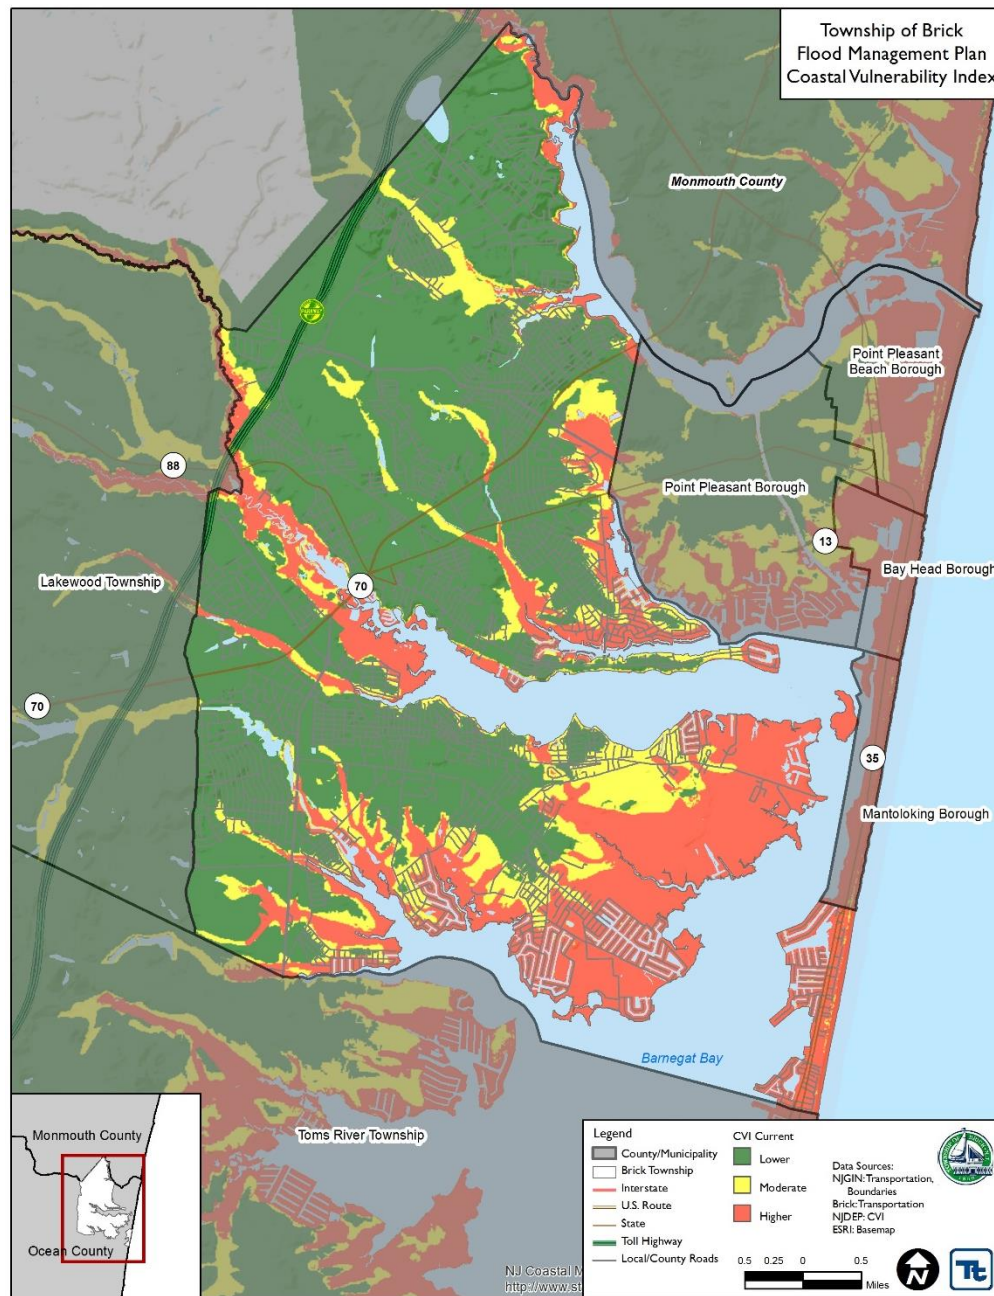 Township of Brick
Flood Management Plan
Coastal Vulnerability Index
Monmouth County
Point Pleasant
Beach Borough
88
Point Pleasant Borough
13
Bay Head Borough
Lakewood Township
70
70
35
Mantoloking Borough
Barnegat Bay
Toms River Township
Monmouth County
Ocean County
NJ Coastal M
http://www.st
Legend
County/Municipality
Brick Township
Interstate
U.S. Route
State
Toll Highway
Local/County Roads
CVI Current
Lower
Moderate
Higher
Data Sources:
NJGIN: Transportation,
Boundaries
Brick: Transportation
NJDEP: CVI
ESRI: Basemap
0.5 0.25 0 0.5
Miles
N
Tt